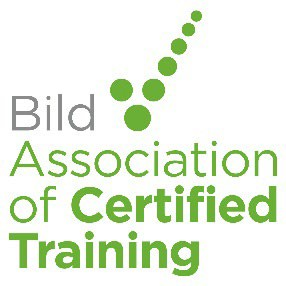 Bild
Association
of Certified
Training